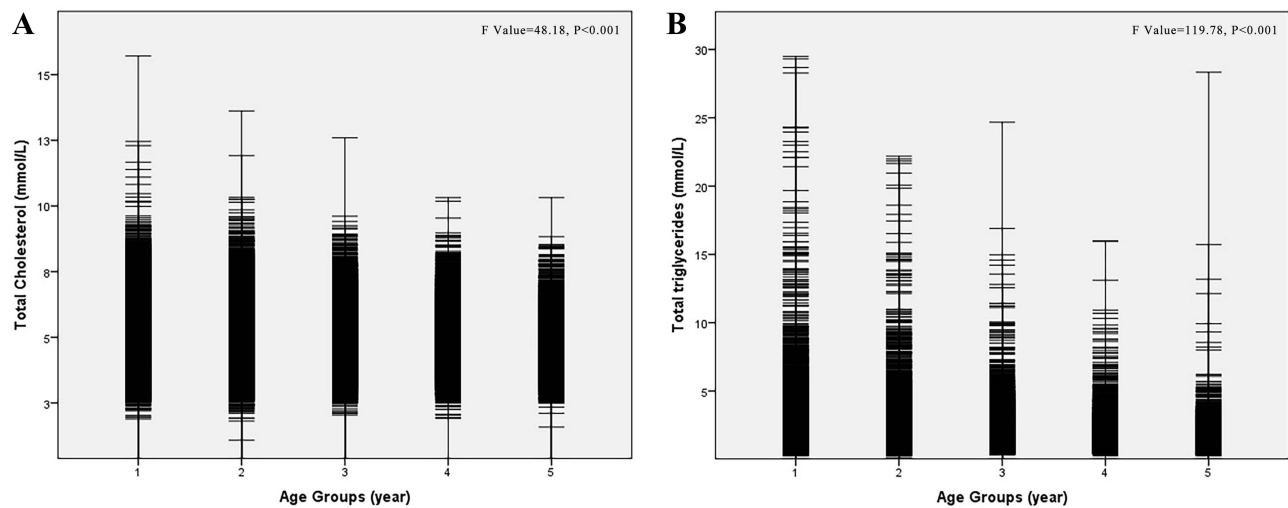 A
F Value=48.18, P<0.001
15
13
10
8
5
3
Total Cholesterol (mmol/L)
1 2 3 4 5
Age Groups (year)
B
F Value=119.78, P<0.001
30
25
20
15
10
5
Total triglycerides (mmol/L)
1 2 3 4 5
Age Groups (year)